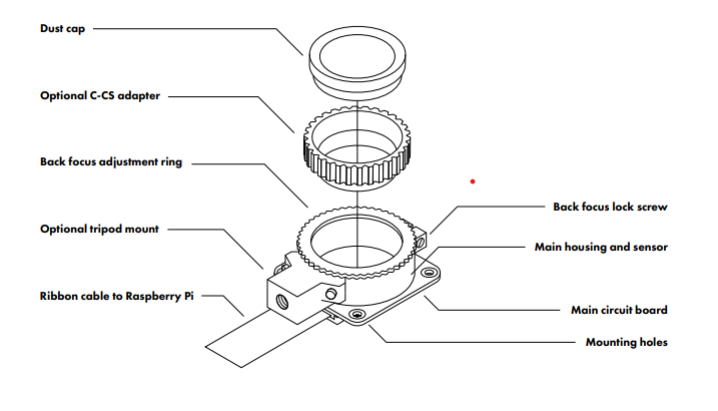 Dust cap
Optional C-CS adapter
Back focus adjustment ring
Back focus lock screw
Optional tripod mount
Main housing and sensor
Ribbon cable to Raspberry Pi
Main circuit board
Mounting holes